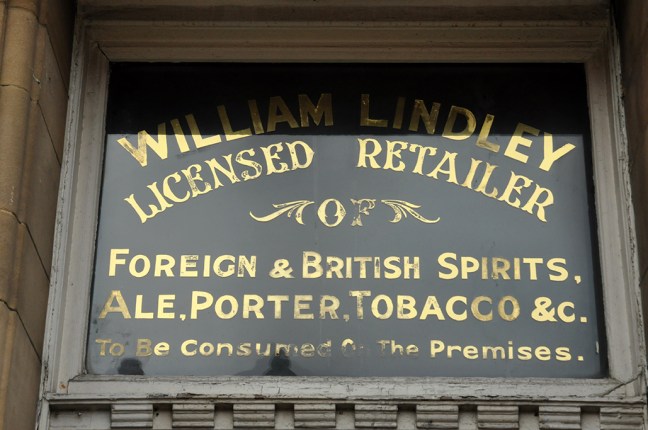 WILLIAM LINDLEY
LICENSED RETAILER
OF
FOREIGN & BRITISH SPIRITS,
ALE, PORTER, TOBACCO &c.
To Be Consumed On The Premises.